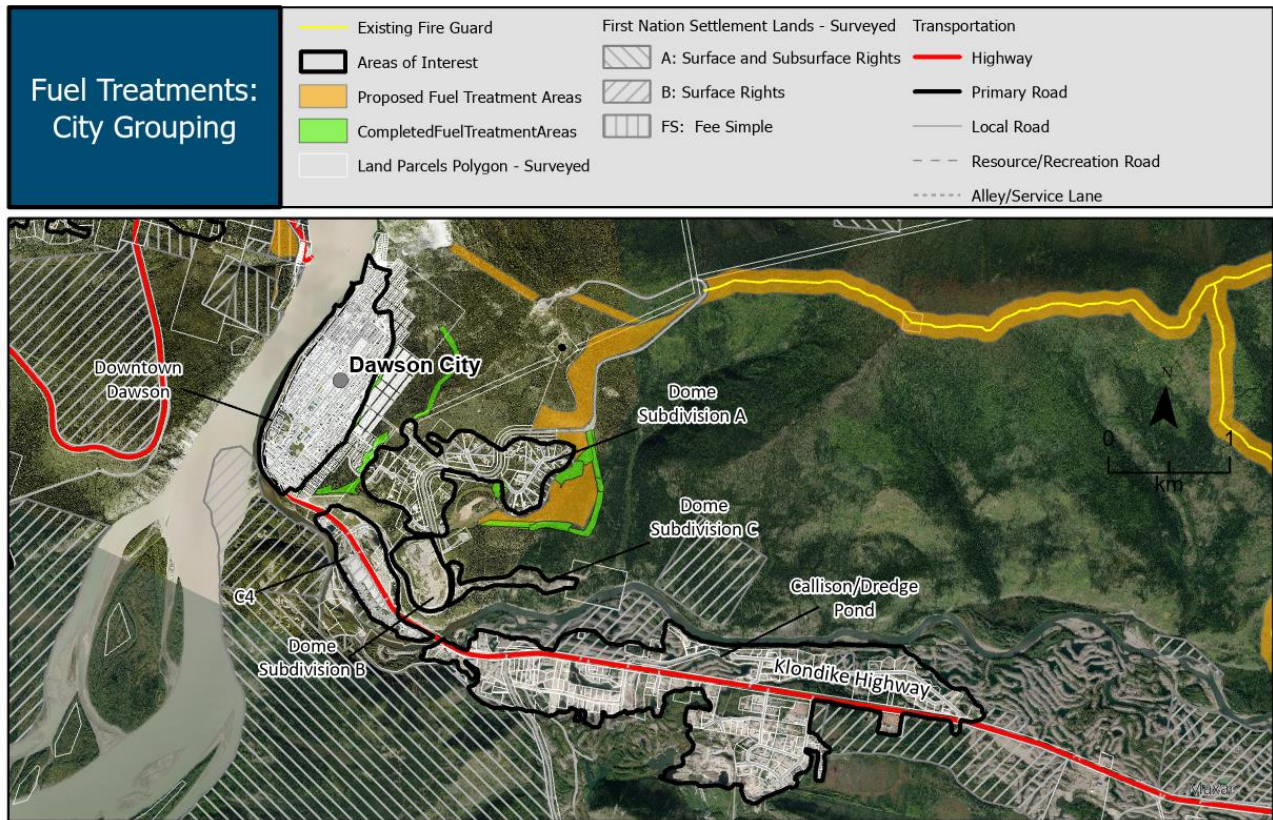 Fuel Treatments:
City Grouping
Existing Fire Guard
Areas of Interest
Proposed Fuel Treatment Areas
CompletedFuelTreatmentAreas
Land Parcels Polygon - Surveyed
First Nation Settlement Lands - Surveyed
A: Surface and Subsurface Rights
B: Surface Rights
FS:  Fee Simple
Transportation
Highway
Primary Road
Local Road
Resource/Recreation Road
Alley/Service Lane
Downtown
Dawson
Dawson City
Dome
Subdivision A
N
0 1
km
Dome
Subdivision C
C4
Callison/Dredge
Pond
Dome
Subdivision B
Klondike Highway
Maxar